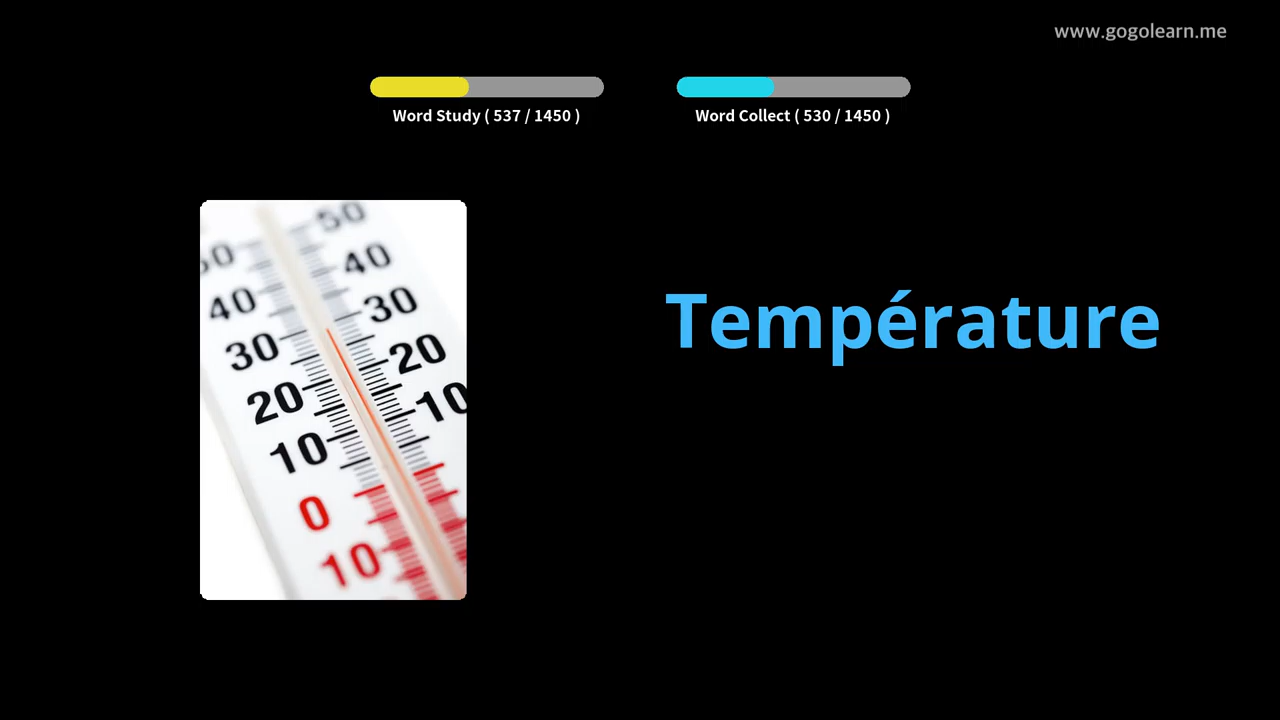 www.gogolearn.me
Word Study ( 537 / 1450 )
Word Collect ( 530 / 1450 )
Température
50
40
40
30
30
20
20
10
10
0
10